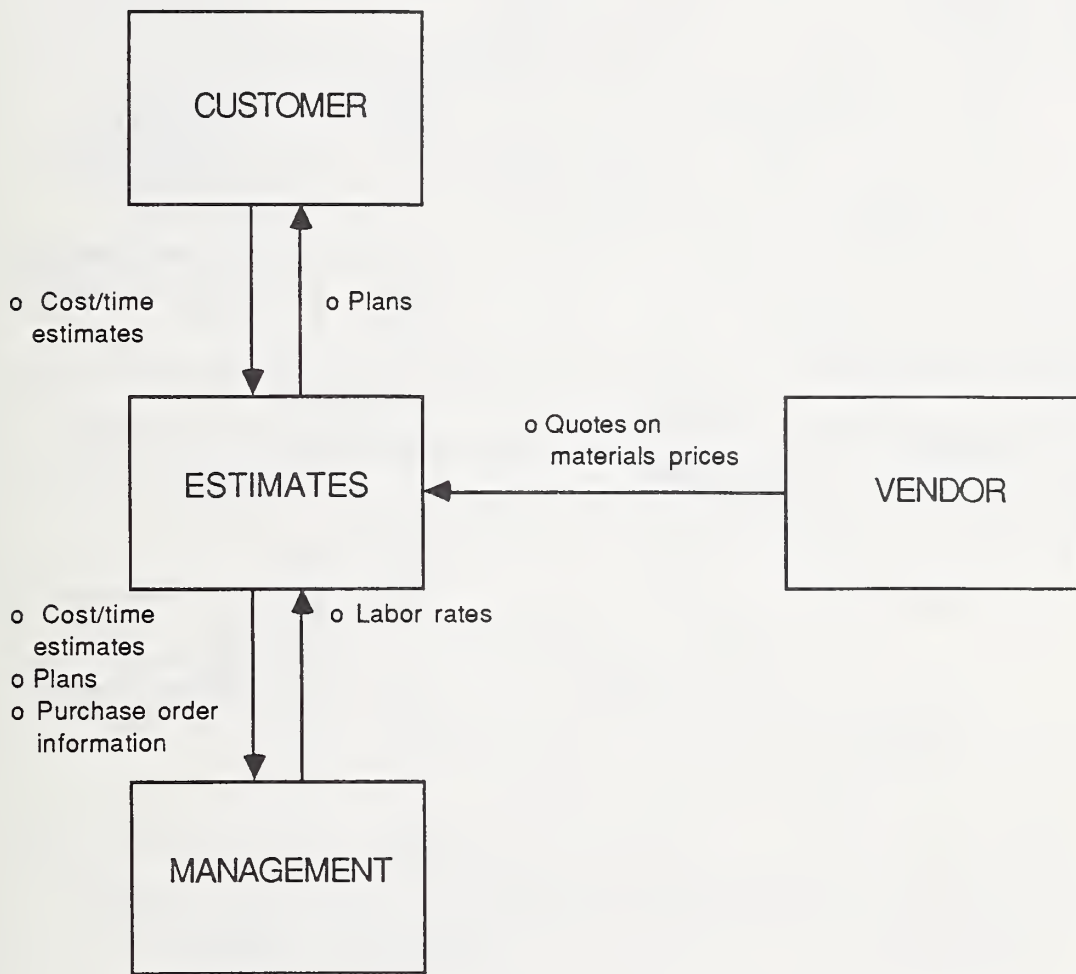 CUSTOMER
o Cost/time
estimates
o Plans
ESTIMATES
o Quotes on
materials prices
VENDOR
o Cost/time
estimates
o Plans
o Purchase order
information
o Labor rates
MANAGEMENT